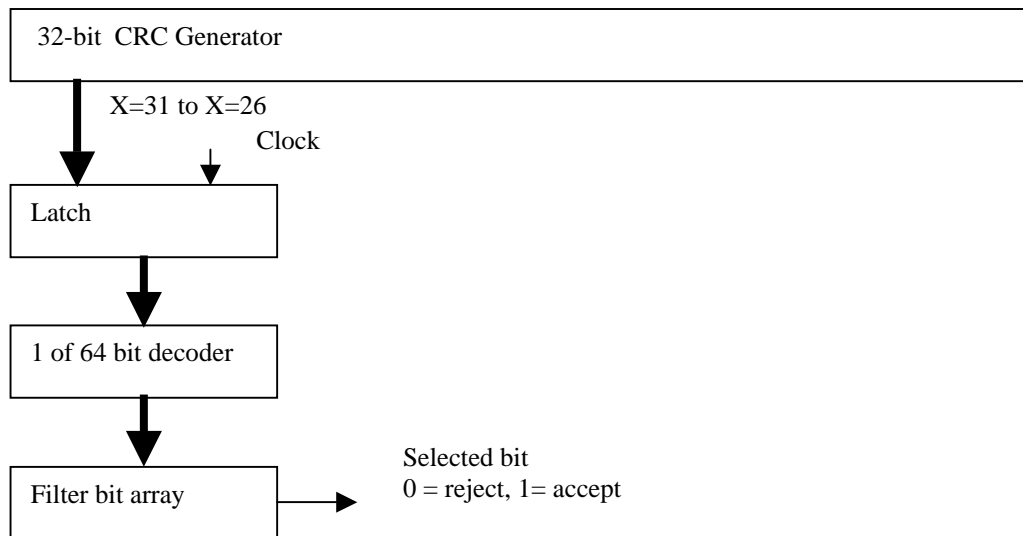 32-bit CRC Generator
X=31 to X=26
Clock
Latch
1 of 64 bit decoder
Filter bit array
Selected bit
0 = reject, 1= accept